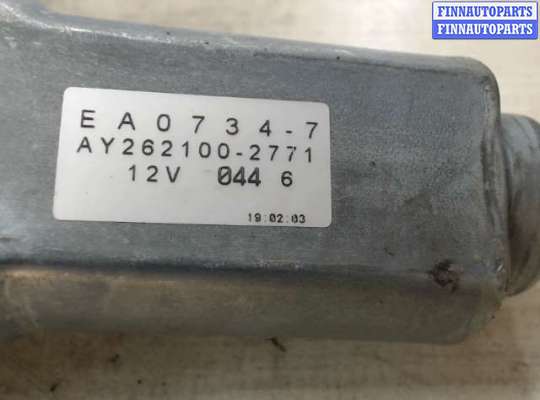 FINNAUTOPARTS
FINNAUTOPARTS
EA0734-7
AY262100-2771
12V 044 6
19:02:03